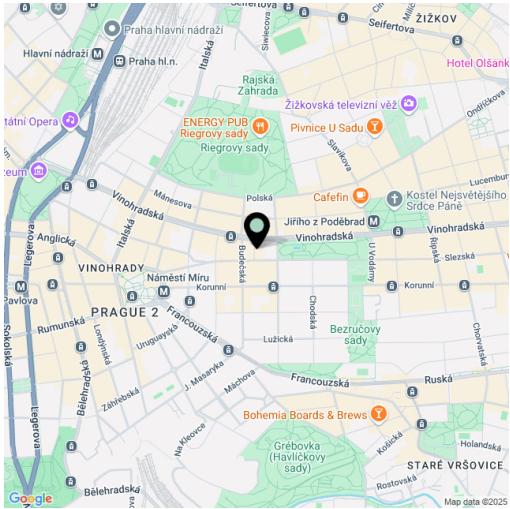 Praha hlavní nádraží
Seifertova
Seifertova
ŽIŽKOV
Hlavní nádraží
Praha hl.n.
Italská
Hotel Olšank
Rajská
Zahrada
Žižkovská televizní věž
Ondříčkova
státní Opera
ENERGY PUB
Riegrovy sady
Riegrovy sady
Pivnice U Sadu
Slavíkova
Lucemburs
Mánesova
Polská
Cafefin
Kostel Nejsvětějšího
Srdce Páně
Vinohradská
Jiřího z Poděbrad
Vinohradská
Vinohradská
Anglická
Italská
Legerova
Budečská
U Vodárny
Řipská
Slezská
VINOHRADY
Náměstí Míru
Korunní
Korunní
Pavlova
PRAGUE 2
Chodská
Rumunská
Londýnská
Francouzská
Bezručovy
sady
Uruguayská
Lužická
Chorvatská
Sokolská
Bělehradská
J. Masaryka
Máchova
Francouzská
Ruská
Záhřebská
Legerova
Bohemia Boards & Brews
Na Kleovce
Košická
Holandská
Grébovka
(Havlíčkovy
sady)
STARÉ VRŠOVICE
Rostovská
Bělehradská
Google
Map data ©2025